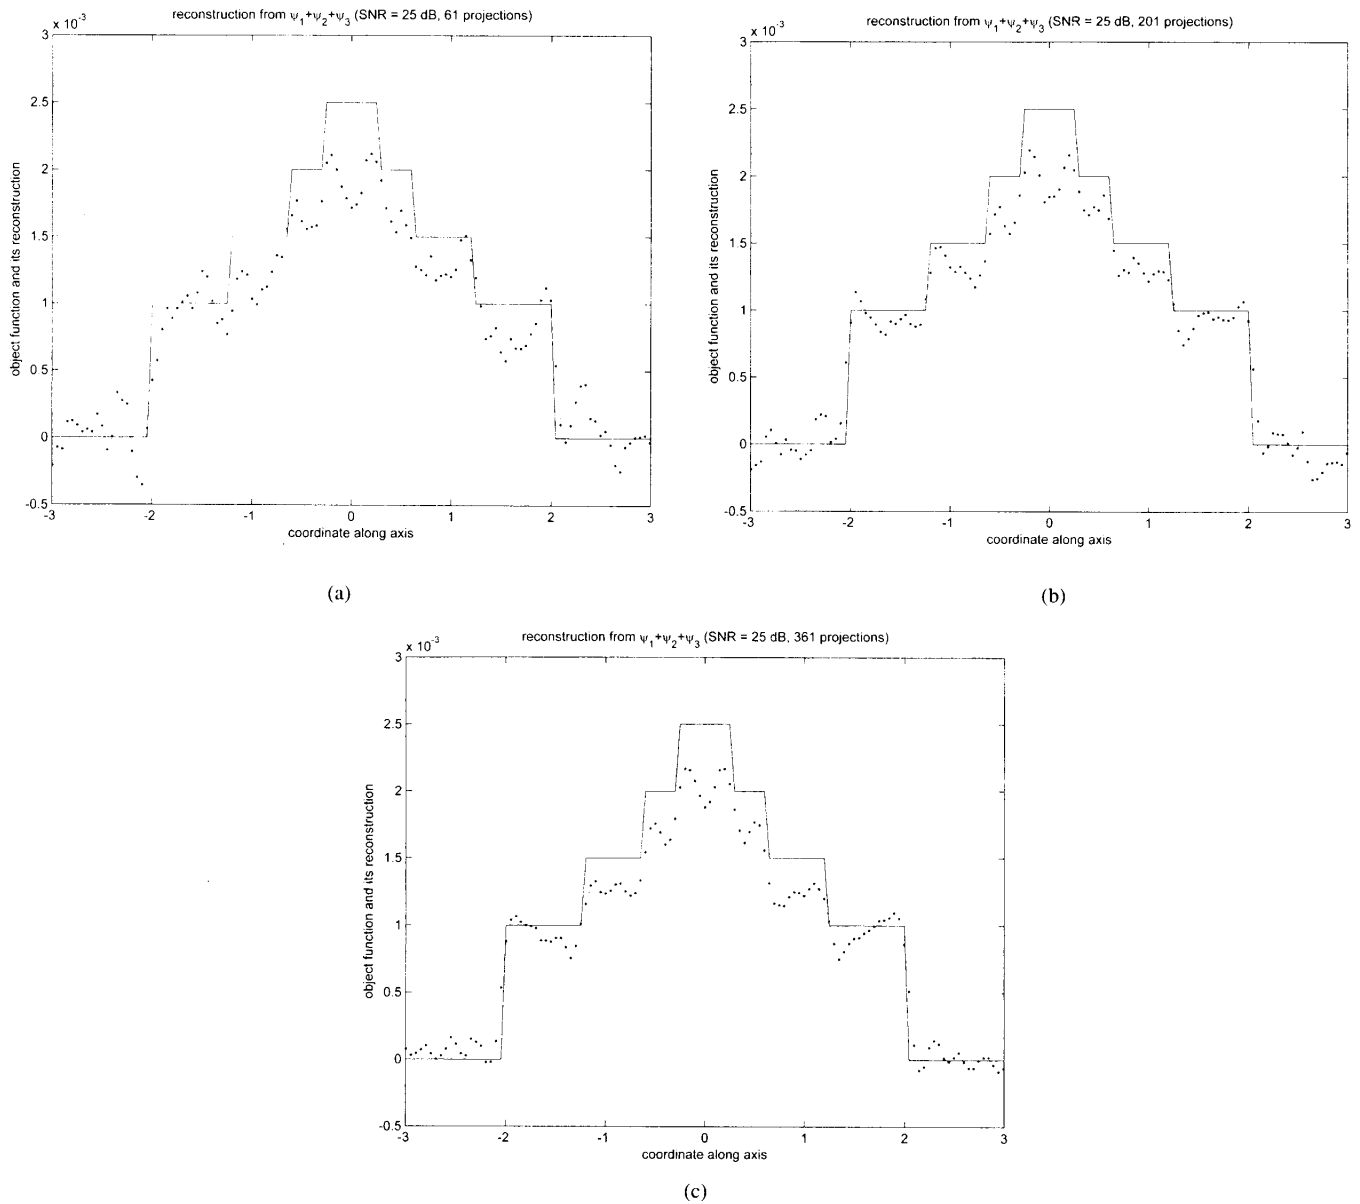 reconstruction from ψ₁+ψ₂+ψ₃ (SNR = 25 dB, 61 projections)
x 10⁻³
3
2.5
2
1.5
1
0.5
0
-0.5
object function and its reconstruction
-3 -2 -1 0 1 2 3
coordinate along axis
(a)
reconstruction from ψ₁+ψ₂+ψ₃ (SNR = 25 dB, 201 projections)
x 10⁻³
3
2.5
2
1.5
1
0.5
0
-0.5
object function and its reconstruction
-3 -2 -1 0 1 2 3
coordinate along axis
(b)
reconstruction from ψ₁+ψ₂+ψ₃ (SNR = 25 dB, 361 projections)
x 10⁻³
3
2.5
2
1.5
1
0.5
0
-0.5
object function and its reconstruction
-3 -2 -1 0 1 2 3
coordinate along axis
(c)